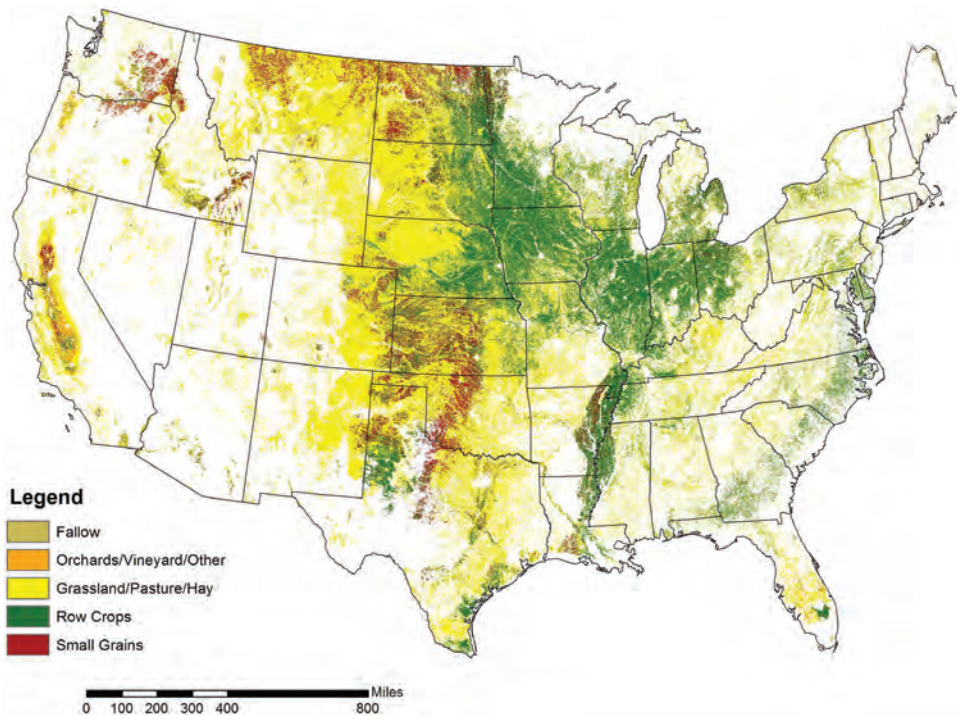 Legend
Fallow
Orchards/Vineyard/Other
Grassland/Pasture/Hay
Row Crops
Small Grains
Miles
0 100 200 300 400 800